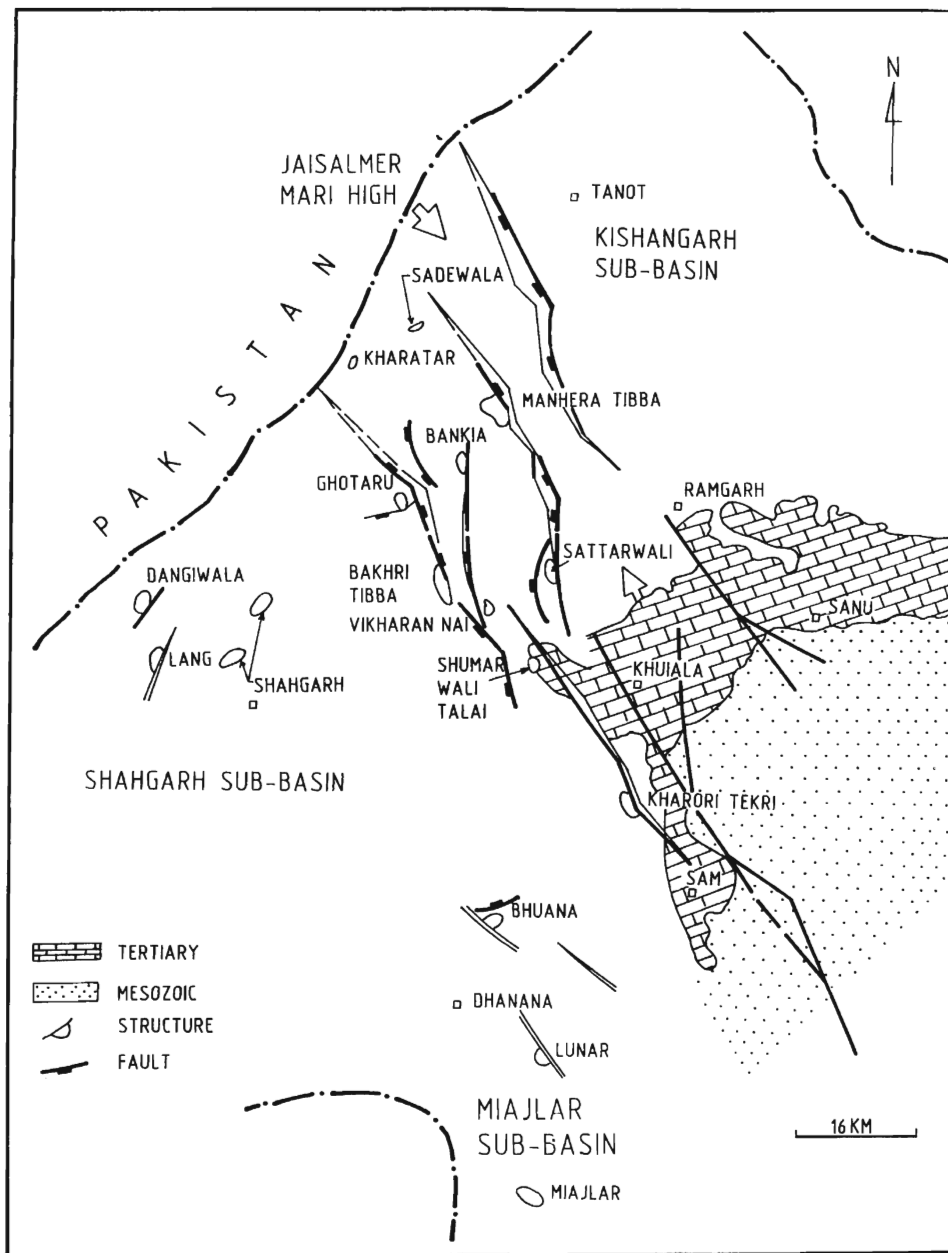 N
JAISALMER
MARI HIGH
TANOT
KISHANGARH
SUB-BASIN
SADEWALA
PAKISTAN
KHARATAR
MANHERA TIBBA
BANKIA
GHOTARU
RAMGARH
SATTARWALI
DANGIWALA
BAKHRI
TIBBA
VIKHARAN NAI
SANU
LANG
SHAHGARH
SHUMAR
WALI
TALAI
KHUIALA
SHAHGARH SUB-BASIN
KHARORI TEKRI
SAM
BHUANA
TERTIARY
MESOZOIC
STRUCTURE
FAULT
DHANANA
LUNAR
MIAJLAR
SUB-BASIN
16 KM
MIAJLAR